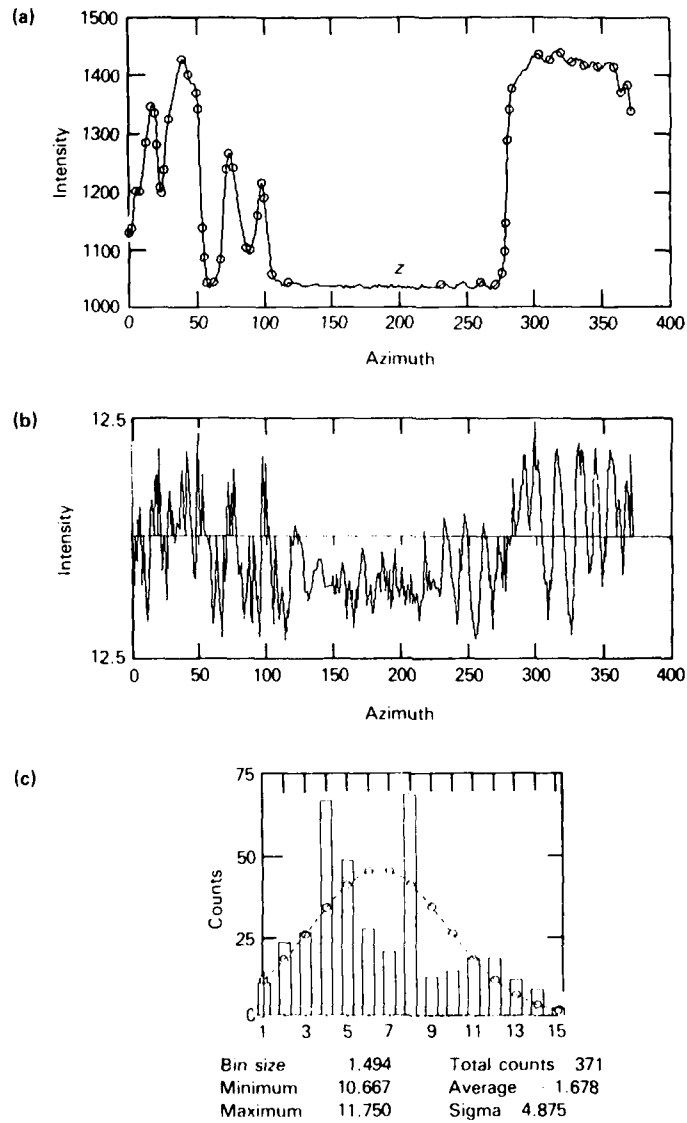 (a)
1500
1400
1300
1200
1100
1000
Intensity
z
0 50 100 150 200 250 300 350 400
Azimuth
(b)
12.5
Intensity
12.5
0 50 100 150 200 250 300 350 400
Azimuth
(c)
75
50
25
0
Counts
1 3 5 7 9 11 13 15
Bin size 1.494 Total counts 371
Minimum 10.667 Average - 1.678
Maximum 11.750 Sigma 4.875